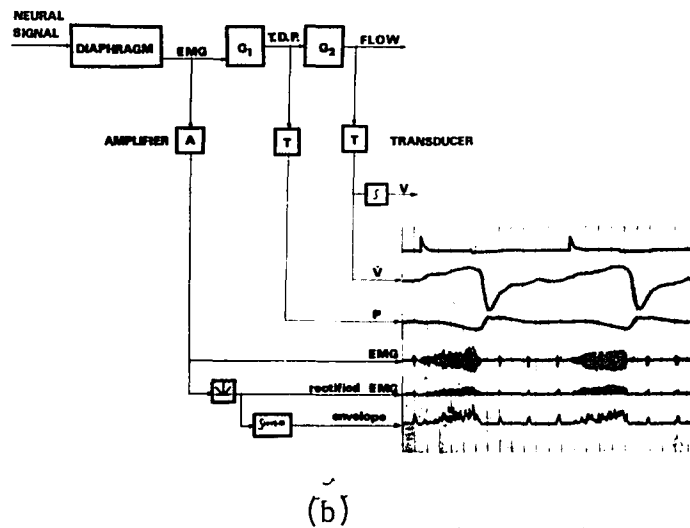 NEURAL
SIGNAL
DIAPHRAGM
EMG
G₁
T.D.P.
G₂
FLOW
AMPLIFIER
A
T
T
TRANSDUCER
∫
V
V̇
P
EMG
rectified EMG
envelope
(b)